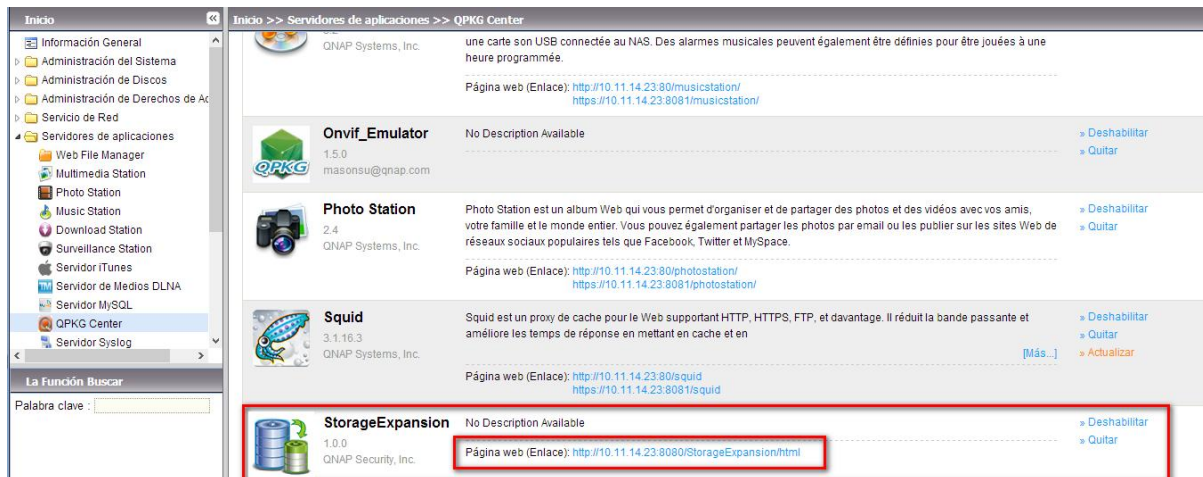 Inicio
Información General
Administración del Sistema
Administración de Discos
Administración de Derechos de Ac
Servicio de Red
Servidores de aplicaciones
Web File Manager
Multimedia Station
Photo Station
Music Station
Download Station
Surveillance Station
Servidor iTunes
Servidor de Medios DLNA
Servidor MySQL
QPKG Center
Servidor Syslog
La Función Buscar
Palabra clave :
Inicio >> Servidores de aplicaciones >> QPKG Center
QNAP Systems, Inc.
une carte son USB connectée au NAS. Des alarmes musicales peuvent également être définies pour être jouées à une
heure programmée.
Página web (Enlace): http://10.11.14.23:80/musicstation/
https://10.11.14.23:8081/musicstation/
QPKG
Onvif_Emulator
1.5.0
masonsu@qnap.com
No Description Available
» Deshabilitar
» Quitar
Photo Station
2.4
QNAP Systems, Inc.
Photo Station est un album Web qui vous permet d'organiser et de partager des photos et des vidéos avec vos amis,
votre famille et le monde entier. Vous pouvez également partager les photos par email ou les publier sur les sites Web de
réseaux sociaux populaires tels que Facebook, Twitter et MySpace.
Página web (Enlace): http://10.11.14.23:80/photostation/
https://10.11.14.23:8081/photostation/
» Deshabilitar
» Quitar
Squid
3.1.16.3
QNAP Systems, Inc.
Squid est un proxy de cache pour le Web supportant HTTP, HTTPS, FTP, et davantage. Il réduit la bande passante et
améliore les temps de réponse en mettant en cache et en
[Más...]
Página web (Enlace): http://10.11.14.23:80/squid
https://10.11.14.23:8081/squid
» Deshabilitar
» Quitar
» Actualizar
StorageExpansion
1.0.0
QNAP Security, Inc.
No Description Available
Página web (Enlace): http://10.11.14.23:8080/StorageExpansion/html
» Deshabilitar
» Quitar